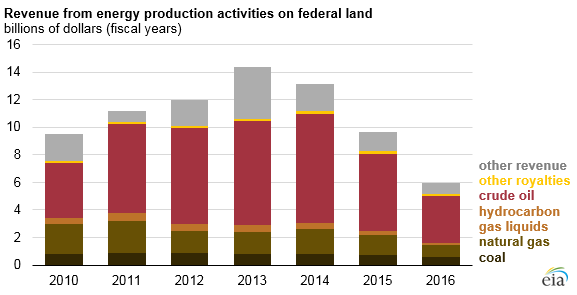 Revenue from energy production activities on federal land
billions of dollars (fiscal years)
16
14
12
10
8
6
4
2
0
2010 2011 2012 2013 2014 2015 2016
other revenue
other royalties
crude oil
hydrocarbon
gas liquids
natural gas
coal
eia